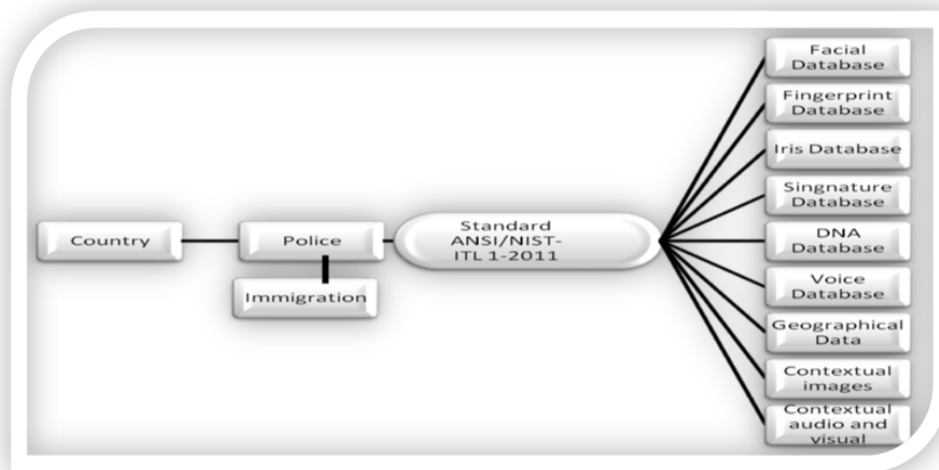 Country
Police
Immigration
Standard
ANSI/NIST-
ITL 1-2011
Facial
Database
Fingerprint
Database
Iris Database
Singnature
Database
DNA
Database
Voice
Database
Geographical
Data
Contextual
images
Contextual
audio and
visual